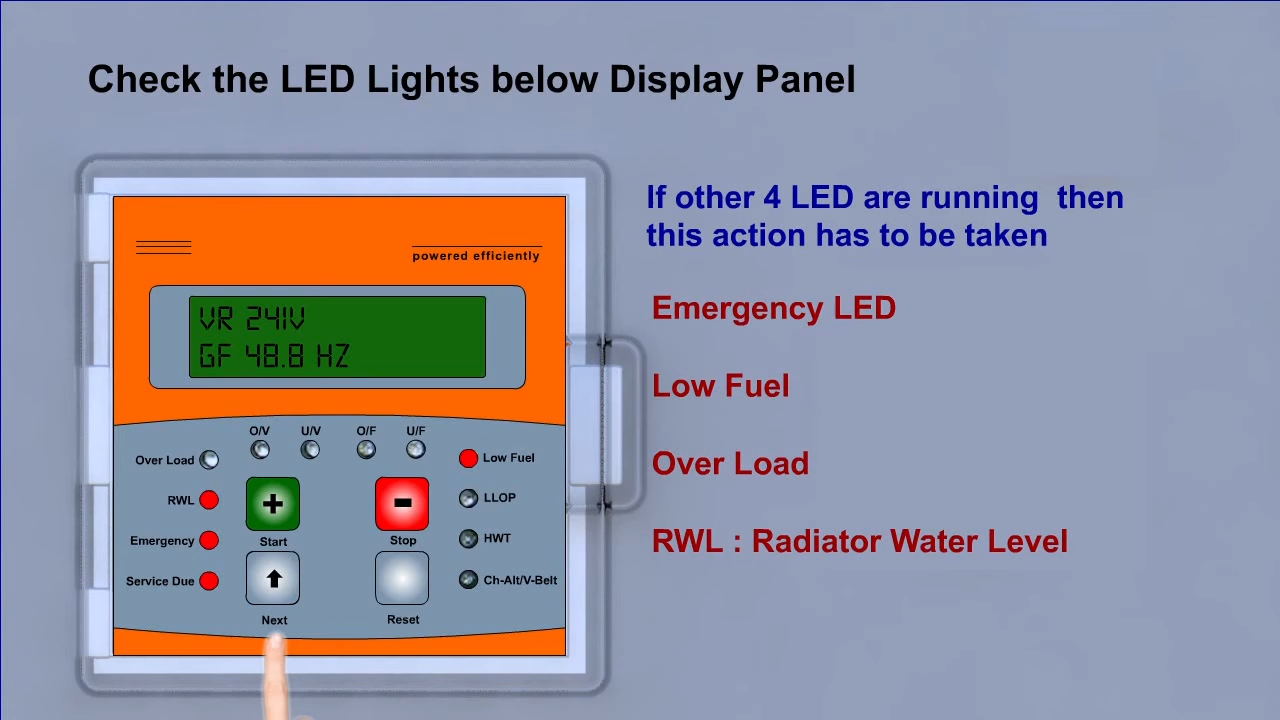 Check the LED Lights below Display Panel
If other 4 LED are running then
this action has to be taken
Emergency LED
Low Fuel
Over Load
RWL : Radiator Water Level
powered efficiently
VR 241V
GF 48.8 HZ
O/V U/V O/F U/F
Over Load
Low Fuel
RWL
LLOP
Emergency
Start
Stop
HWT
Service Due
Ch-Alt/V-Belt
Next
Reset